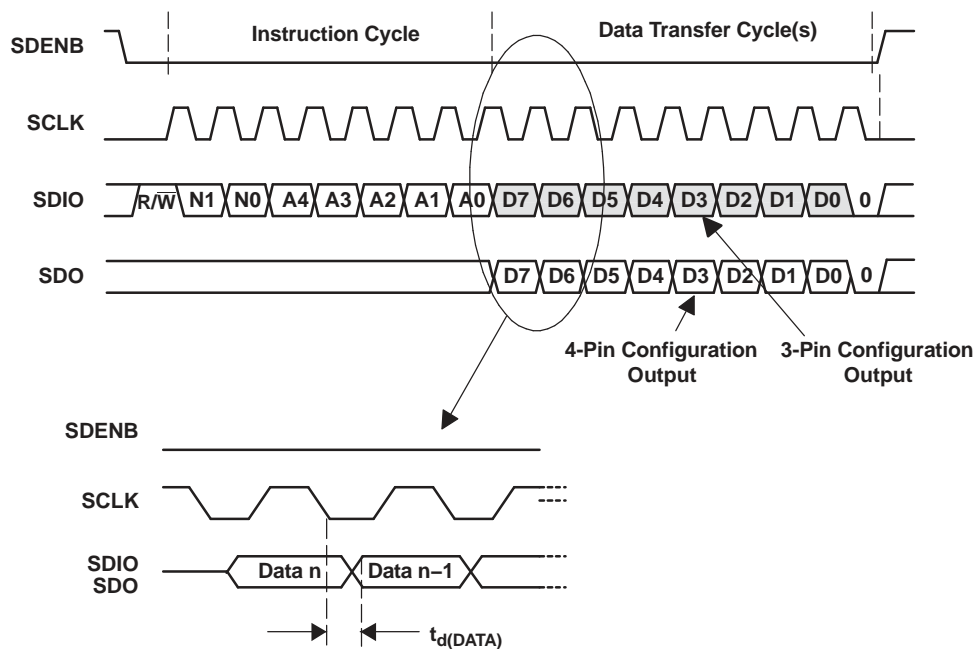 Instruction Cycle Data Transfer Cycle(s)
SDENB
SCLK
SDIO R/W̅ N1 N0 A4 A3 A2 A1 A0 D7 D6 D5 D4 D3 D2 D1 D0 0
SDO D7 D6 D5 D4 D3 D2 D1 D0 0
4-Pin Configuration 3-Pin Configuration
Output Output
SDENB
SCLK
SDIO Data n Data n–1
SDO
td(DATA)